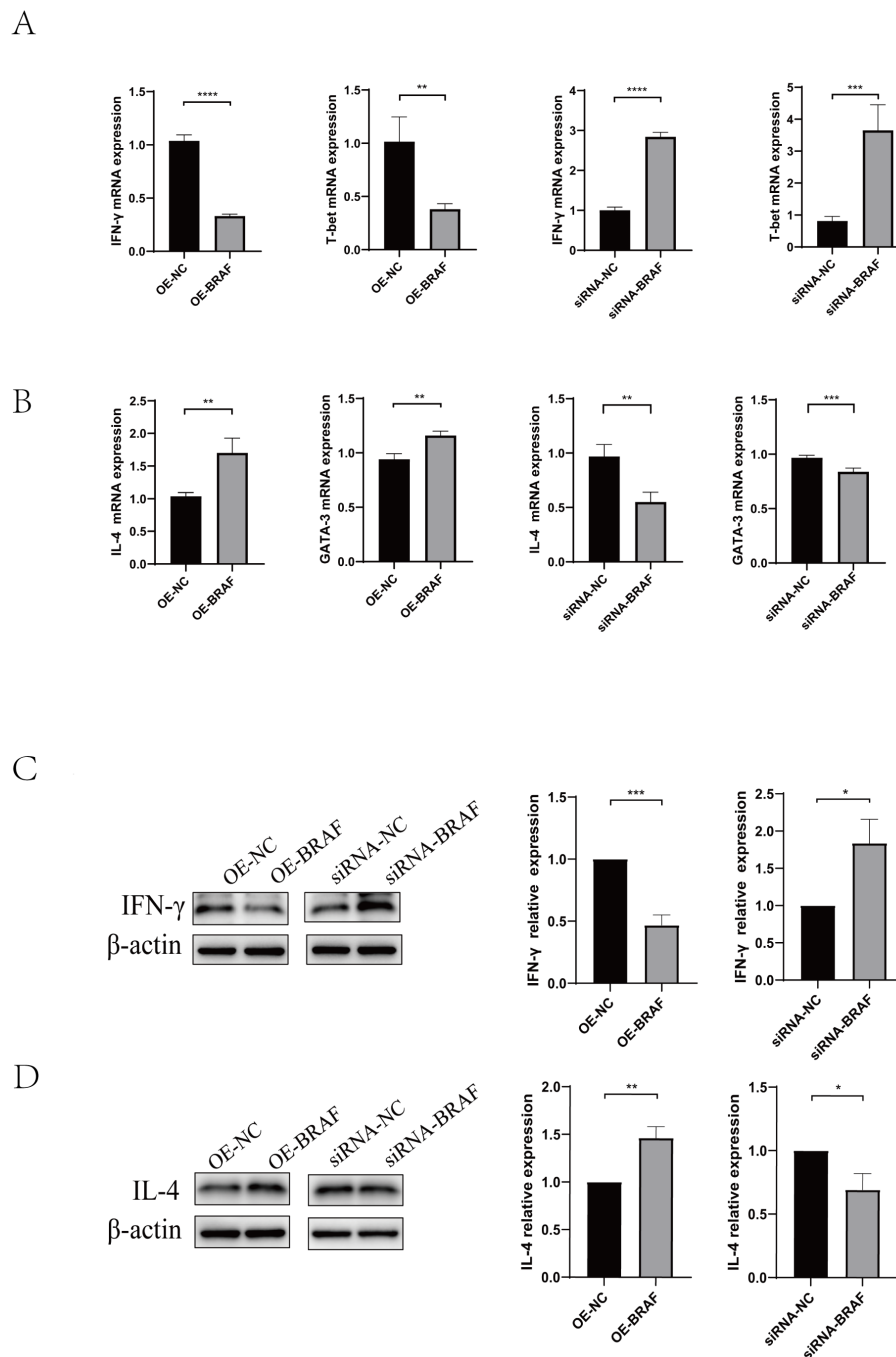 A
IFN-γ mRNA expression
1.5
1.0
0.5
0.0
****
OE-NC
OE-BRAF
T-bet mRNA expression
1.5
1.0
0.5
0.0
**
OE-NC
OE-BRAF
IFN-γ mRNA expression
4
3
2
1
0
****
siRNA-NC
siRNA-BRAF
T-bet mRNA expression
5
4
3
2
1
0
***
siRNA-NC
siRNA-BRAF
B
IL-4 mRNA expression
2.5
2.0
1.5
1.0
0.5
0.0
**
OE-NC
OE-BRAF
GATA-3 mRNA expression
1.5
1.0
0.5
0.0
**
OE-NC
OE-BRAF
IL-4 mRNA expression
1.5
1.0
0.5
0.0
**
siRNA-NC
siRNA-BRAF
GATA-3 mRNA expression
1.5
1.0
0.5
0.0
***
siRNA-NC
siRNA-BRAF
C
OE-NC
OE-BRAF
siRNA-NC
siRNA-BRAF
IFN-γ
β-actin
IFN-γ relative expression
1.5
1.0
0.5
0.0
***
OE-NC
OE-BRAF
IFN-γ relative expression
2.5
2.0
1.5
1.0
0.5
0.0
*
siRNA-NC
siRNA-BRAF
D
OE-NC
OE-BRAF
siRNA-NC
siRNA-BRAF
IL-4
β-actin
IL-4 relative expression
2.0
1.5
1.0
0.5
0.0
**
OE-NC
OE-BRAF
IL-4 relative expression
1.5
1.0
0.5
0.0
*
siRNA-NC
siRNA-BRAF